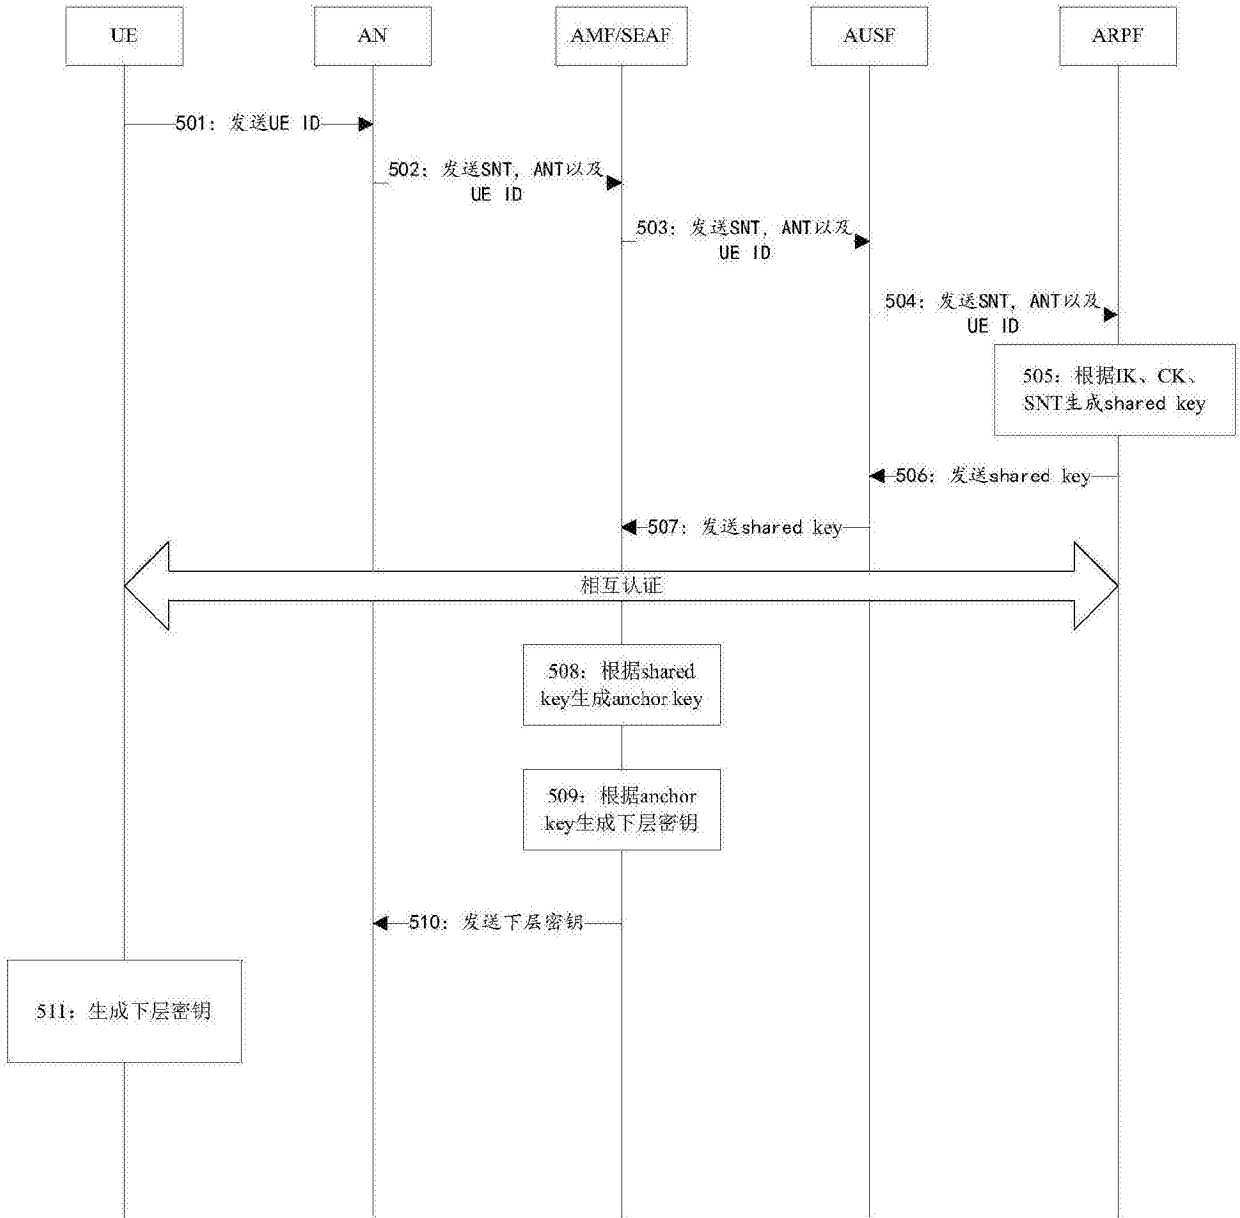 UE
AN
AMF/SEAF
AUSF
ARPF
501：发送UE ID
502：发送SNT，ANT以及
UE ID
503：发送SNT，ANT以及
UE ID
504：发送SNT，ANT以及
UE ID
505：根据IK、CK、
SNT生成shared key
506：发送shared key
507：发送shared key
相互认证
508：根据shared
key生成anchor key
509：根据anchor
key生成下层密钥
510：发送下层密钥
511：生成下层密钥